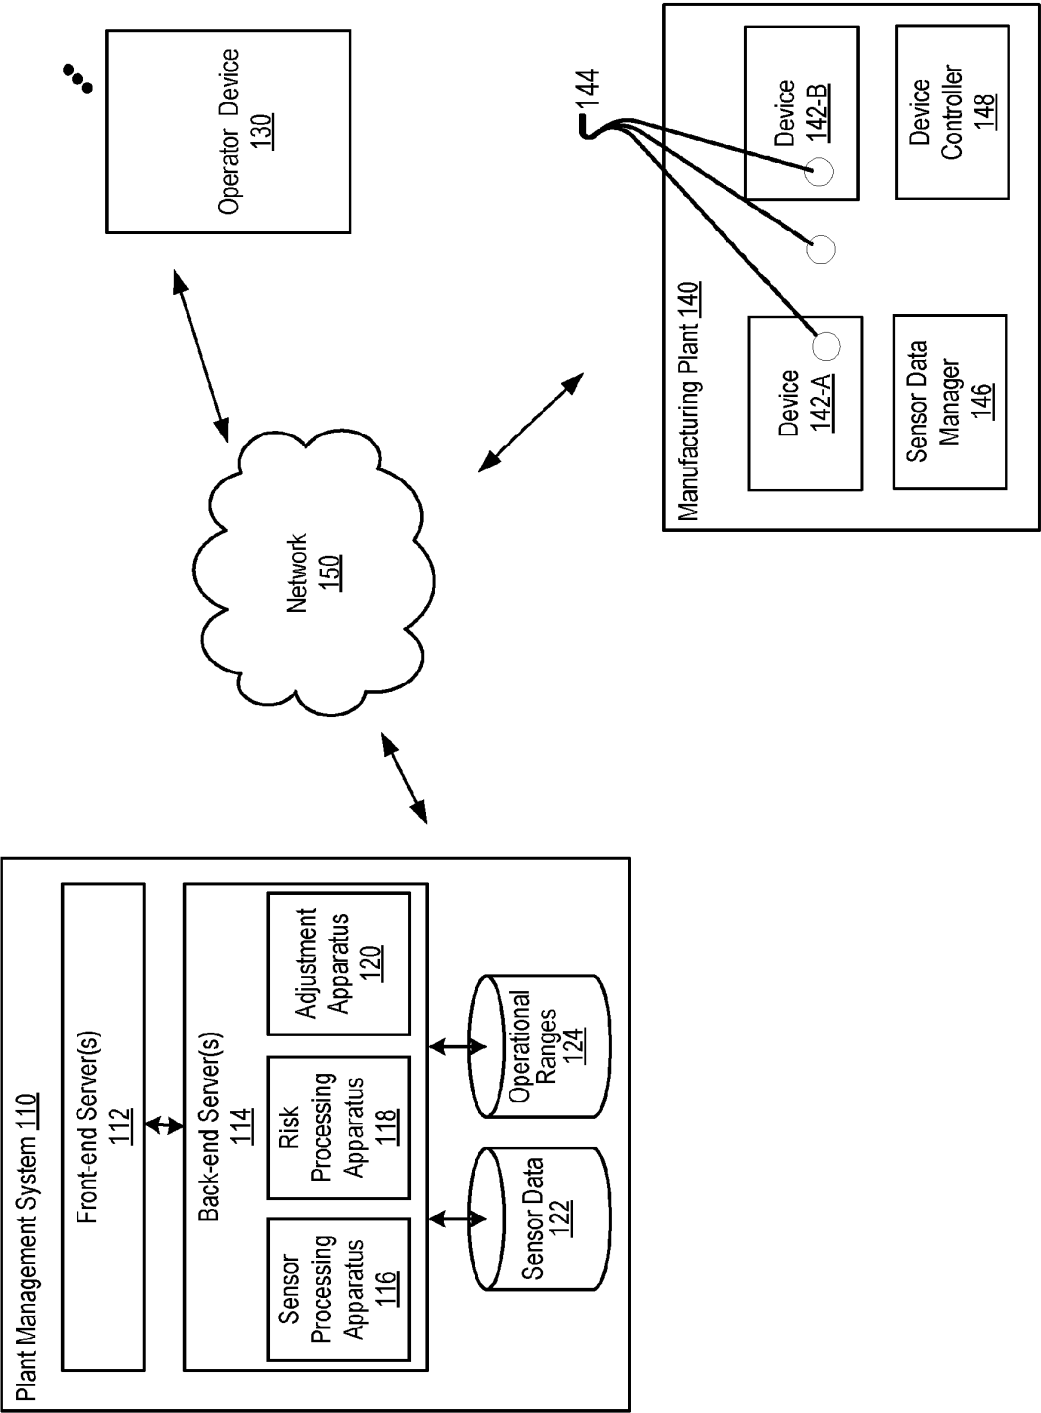 Plant Management System 110
Front-end Server(s)
112
Back-end Server(s)
114
Sensor
Processing
Apparatus
116
Risk
Processing
Apparatus
118
Adjustment
Apparatus
120
Sensor Data
122
Operational
Ranges
124
Network
150
Operator Device
130
144
Manufacturing Plant 140
Device
142-A
Device
142-B
Sensor Data
Manager
146
Device
Controller
148